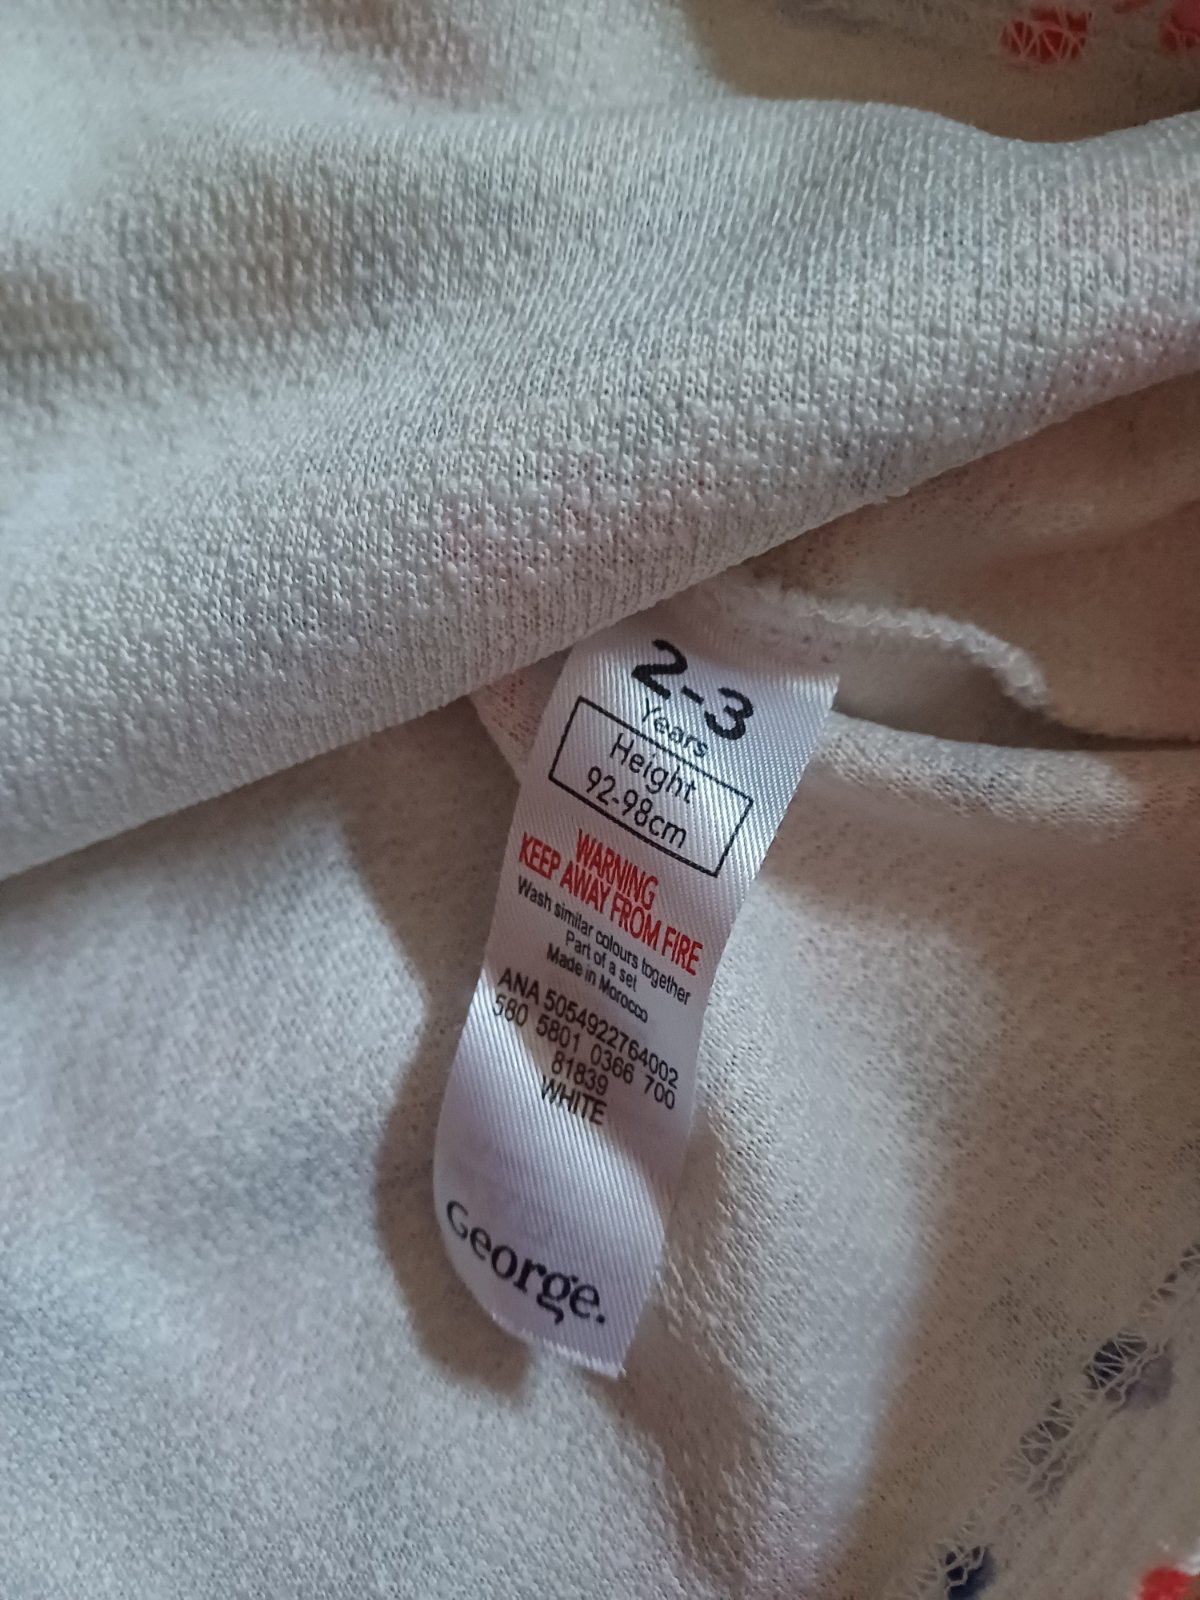 2-3
Years
Height
92-98cm
WARNING
KEEP AWAY FROM FIRE
Wash similar colours together
Part of a set
Made in Morocco
ANA 5054922764002
580 5801 0366 700
81839
WHITE
George.